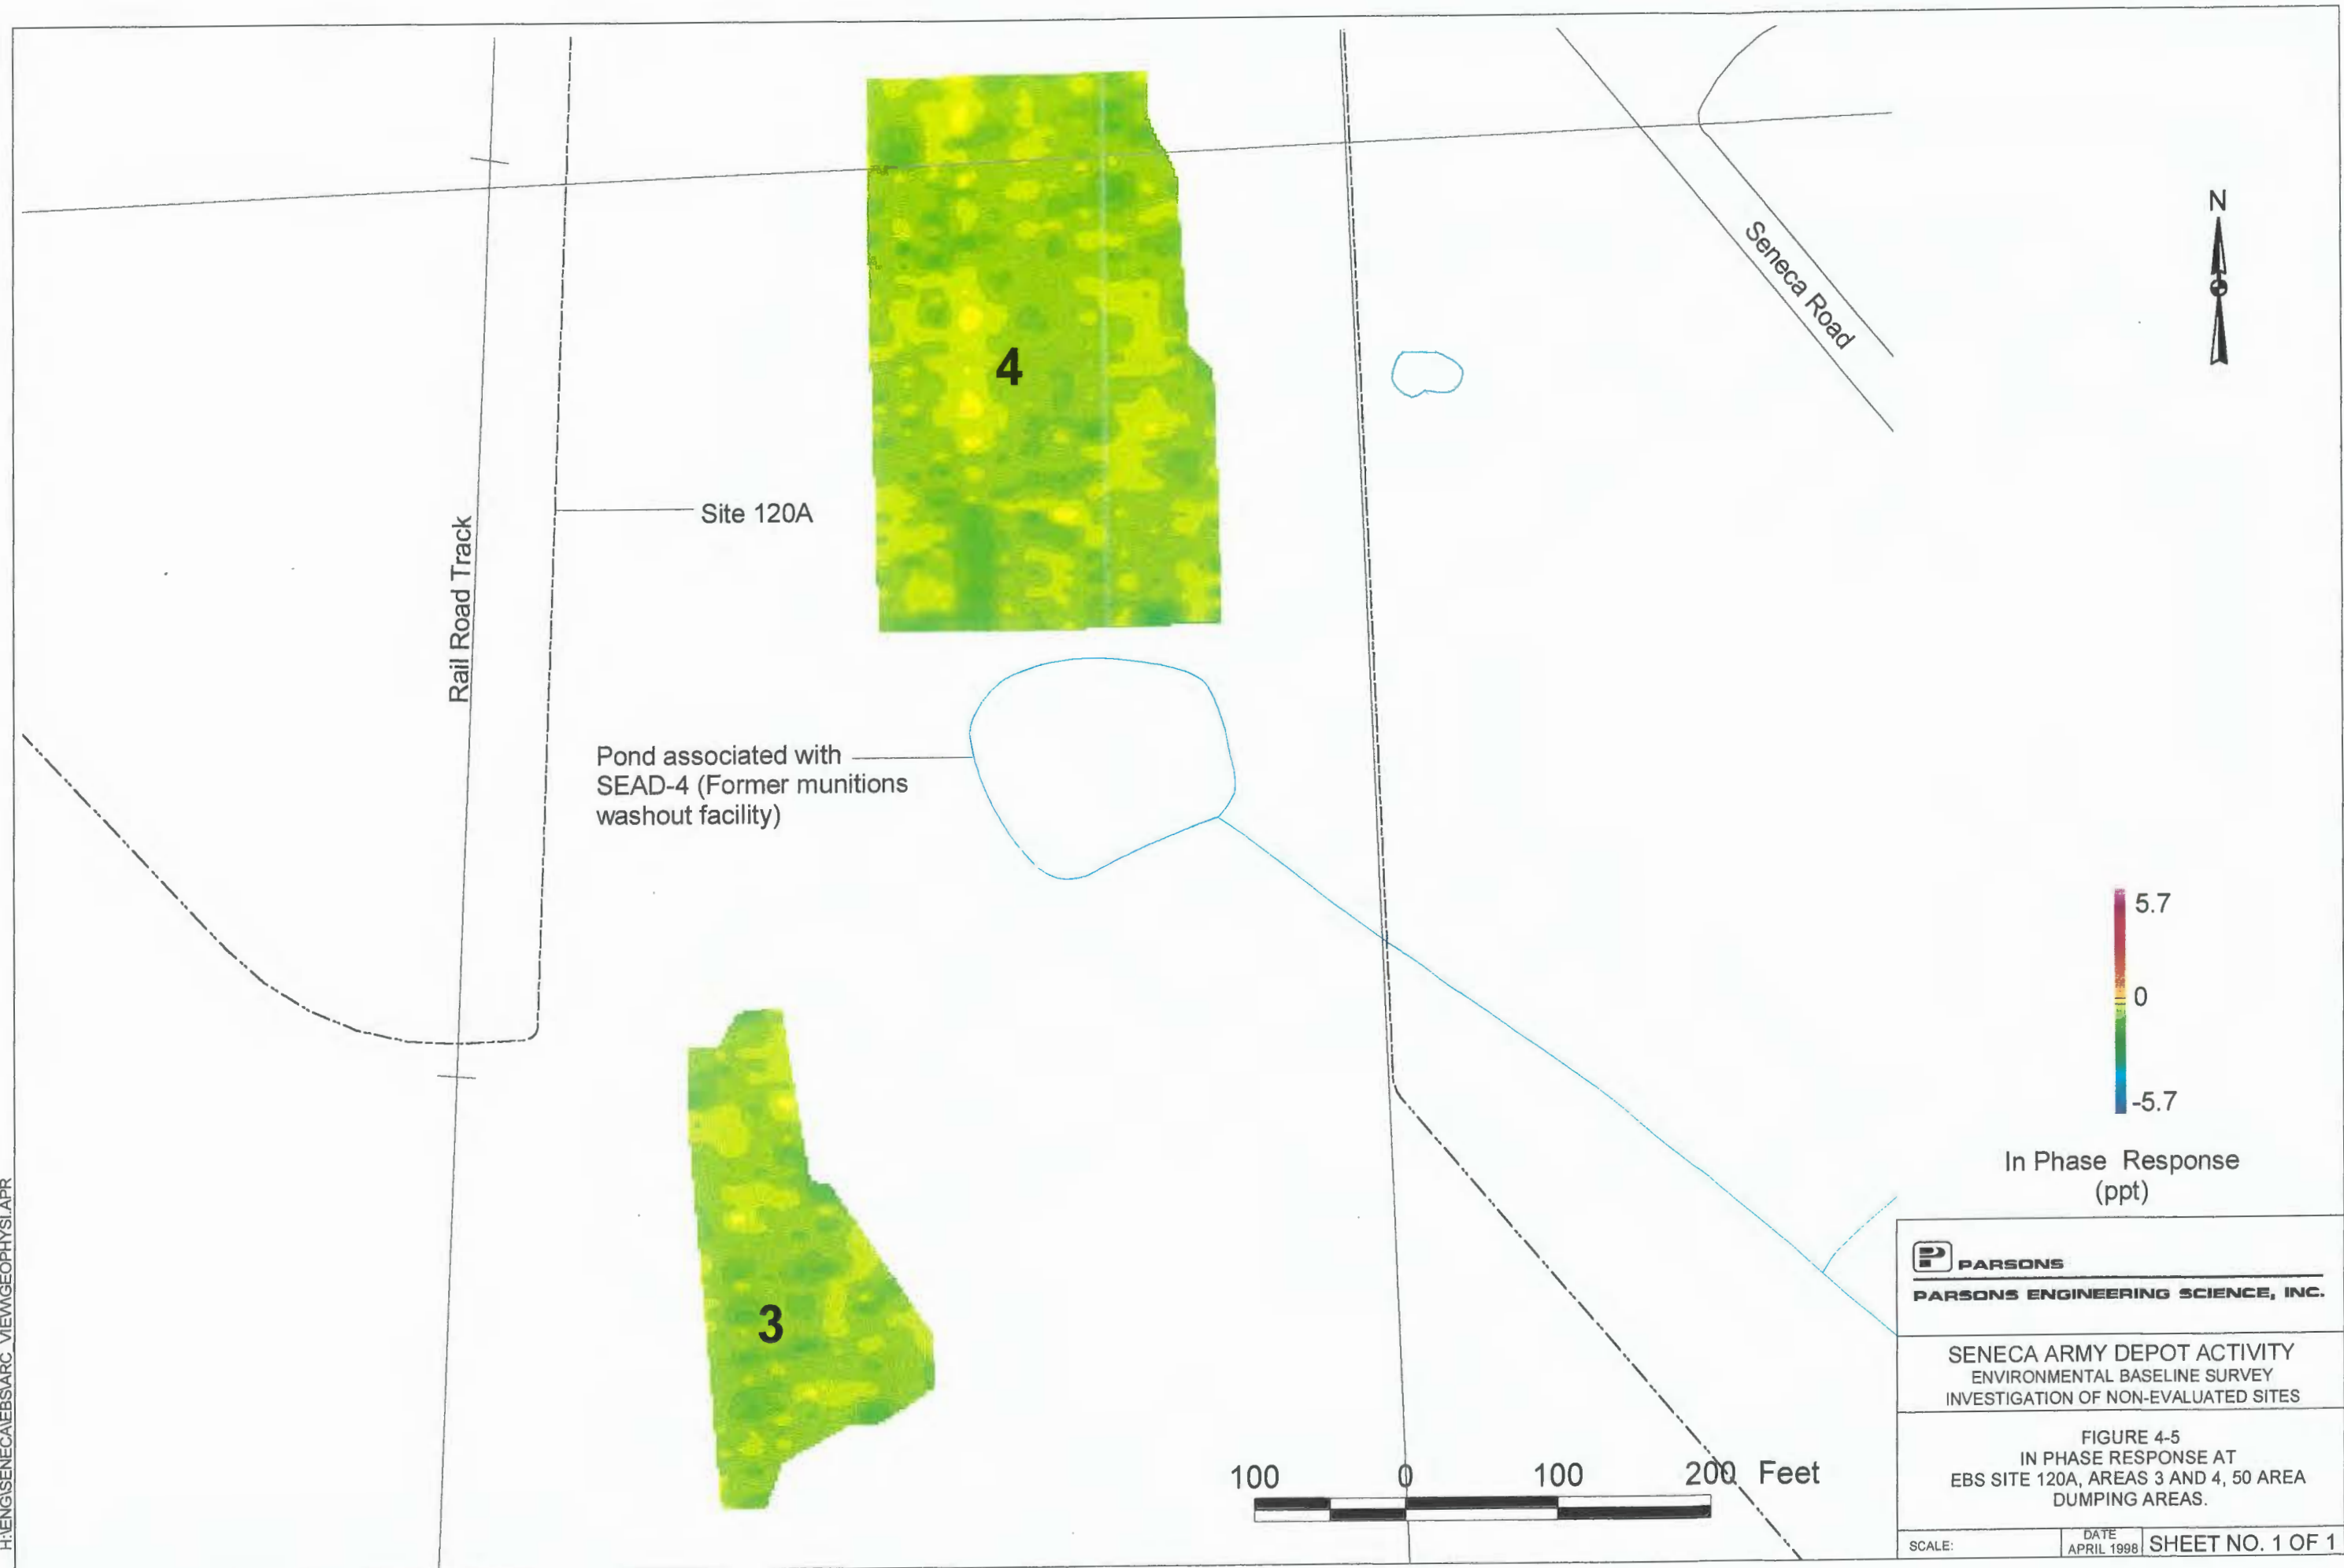 N
Seneca Road
4
Site 120A
Rail Road Track
Pond associated with
SEAD-4 (Former munitions
washout facility)
5.7
0
-5.7
In Phase Response
(ppt)
3
100 0 100 200 Feet
H:\ENG\SENECA\EBS\ARC_VIEW\GEOPHYSI.APR
P PARSONS
PARSONS ENGINEERING SCIENCE, INC.
SENECA ARMY DEPOT ACTIVITY
ENVIRONMENTAL BASELINE SURVEY
INVESTIGATION OF NON-EVALUATED SITES
FIGURE 4-5
IN PHASE RESPONSE AT
EBS SITE 120A, AREAS 3 AND 4, 50 AREA
DUMPING AREAS.
SCALE:
DATE
APRIL 1998
SHEET NO. 1 OF 1